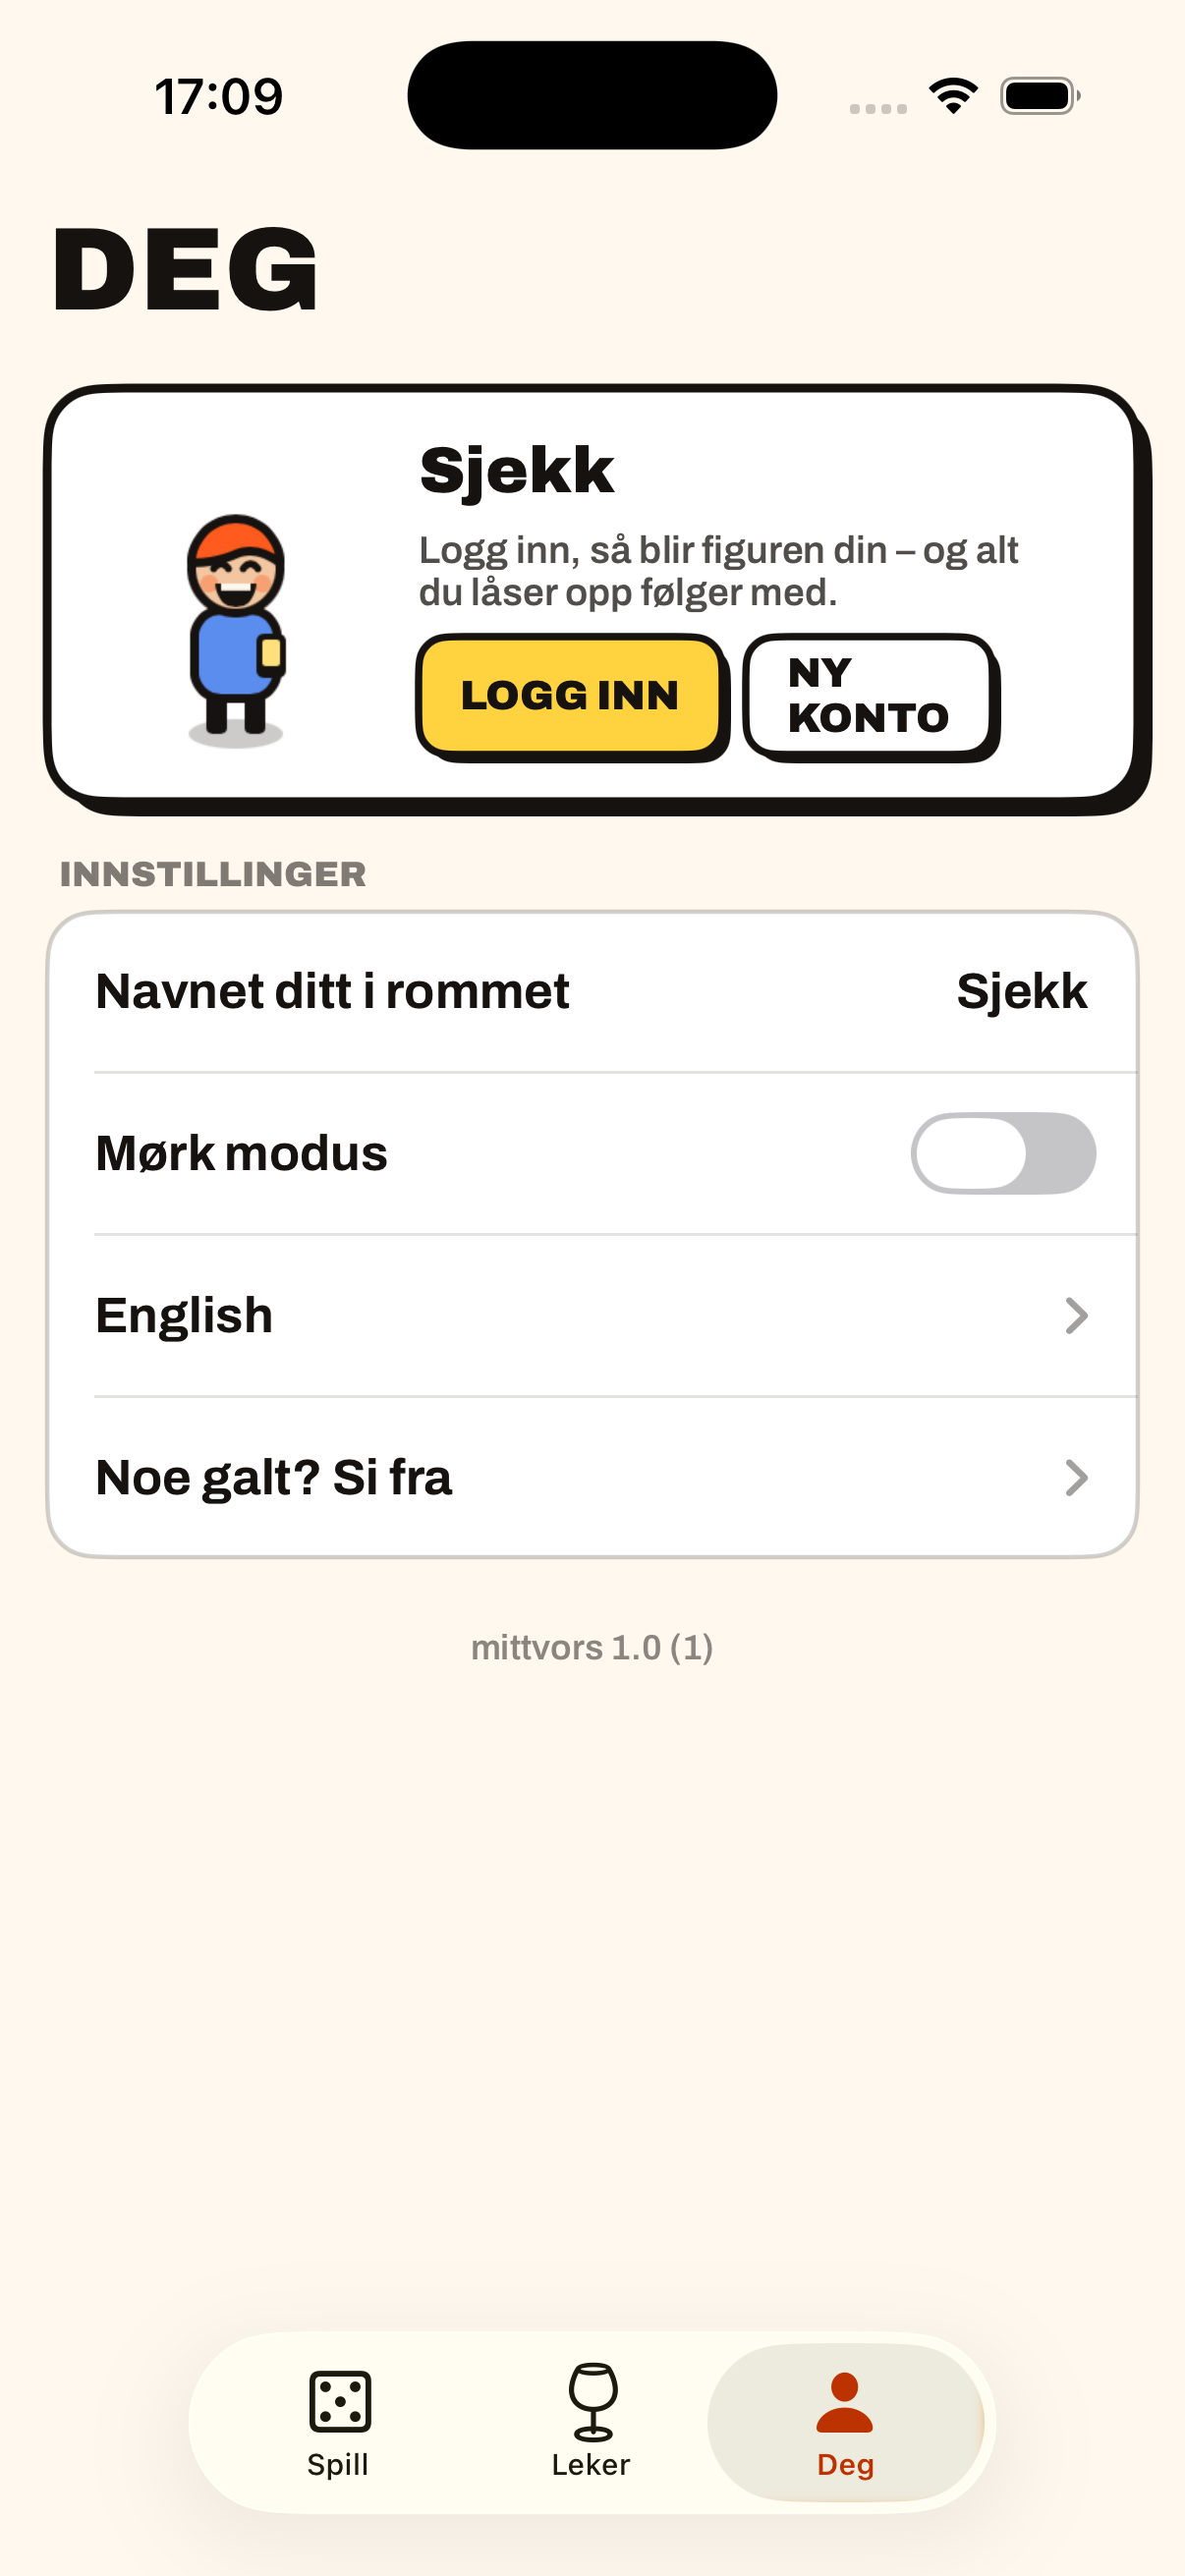 17:09
DEG
Sjekk
Logg inn, så blir figuren din – og alt
du låser opp følger med.
LOGG INN
NY
KONTO
INNSTILLINGER
Navnet ditt i rommet
Sjekk
Mørk modus
English
Noe galt? Si fra
mittvors 1.0 (1)
Spill
Leker
Deg